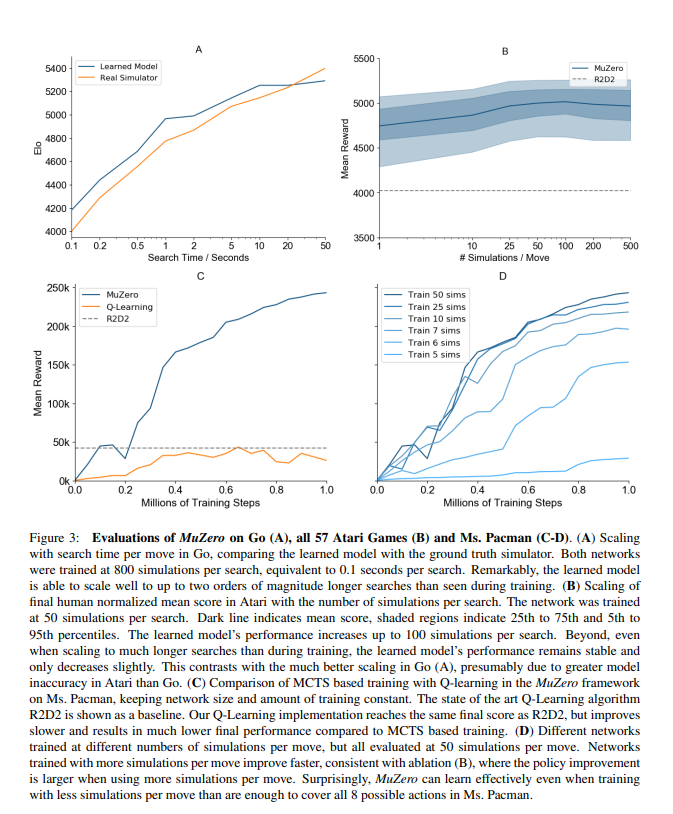 A
5400
5200
5000
4800
4600
4400
4200
4000
Elo
Learned Model
Real Simulator
0.1 0.2 0.5 1 2 5 10 20 50
Search Time / Seconds
B
5500
5000
4500
4000
3500
Mean Reward
MuZero
R2D2
1 10 25 50 100 200 500
# Simulations / Move
C
250k
200k
150k
100k
50k
0k
Mean Reward
MuZero
Q-Learning
R2D2
0.0 0.2 0.4 0.6 0.8 1.0
Millions of Training Steps
D
Train 50 sims
Train 25 sims
Train 10 sims
Train 7 sims
Train 6 sims
Train 5 sims
0.0 0.2 0.4 0.6 0.8 1.0
Millions of Training Steps
Figure 3: Evaluations of MuZero on Go (A), all 57 Atari Games (B) and Ms. Pacman (C-D). (A) Scaling
with search time per move in Go, comparing the learned model with the ground truth simulator. Both networks
were trained at 800 simulations per search, equivalent to 0.1 seconds per search. Remarkably, the learned model
is able to scale well to up to two orders of magnitude longer searches than seen during training. (B) Scaling of
final human normalized mean score in Atari with the number of simulations per search. The network was trained
at 50 simulations per search. Dark line indicates mean score, shaded regions indicate 25th to 75th and 5th to
95th percentiles. The learned model's performance increases up to 100 simulations per search. Beyond, even
when scaling to much longer searches than during training, the learned model's performance remains stable and
only decreases slightly. This contrasts with the much better scaling in Go (A), presumably due to greater model
inaccuracy in Atari than Go. (C) Comparison of MCTS based training with Q-learning in the MuZero framework
on Ms. Pacman, keeping network size and amount of training constant. The state of the art Q-Learning algorithm
R2D2 is shown as a baseline. Our Q-Learning implementation reaches the same final score as R2D2, but improves
slower and results in much lower final performance compared to MCTS based training. (D) Different networks
trained at different numbers of simulations per move, but all evaluated at 50 simulations per move. Networks
trained with more simulations per move improve faster, consistent with ablation (B), where the policy improvement
is larger when using more simulations per move. Surprisingly, MuZero can learn effectively even when training
with less simulations per move than are enough to cover all 8 possible actions in Ms. Pacman.